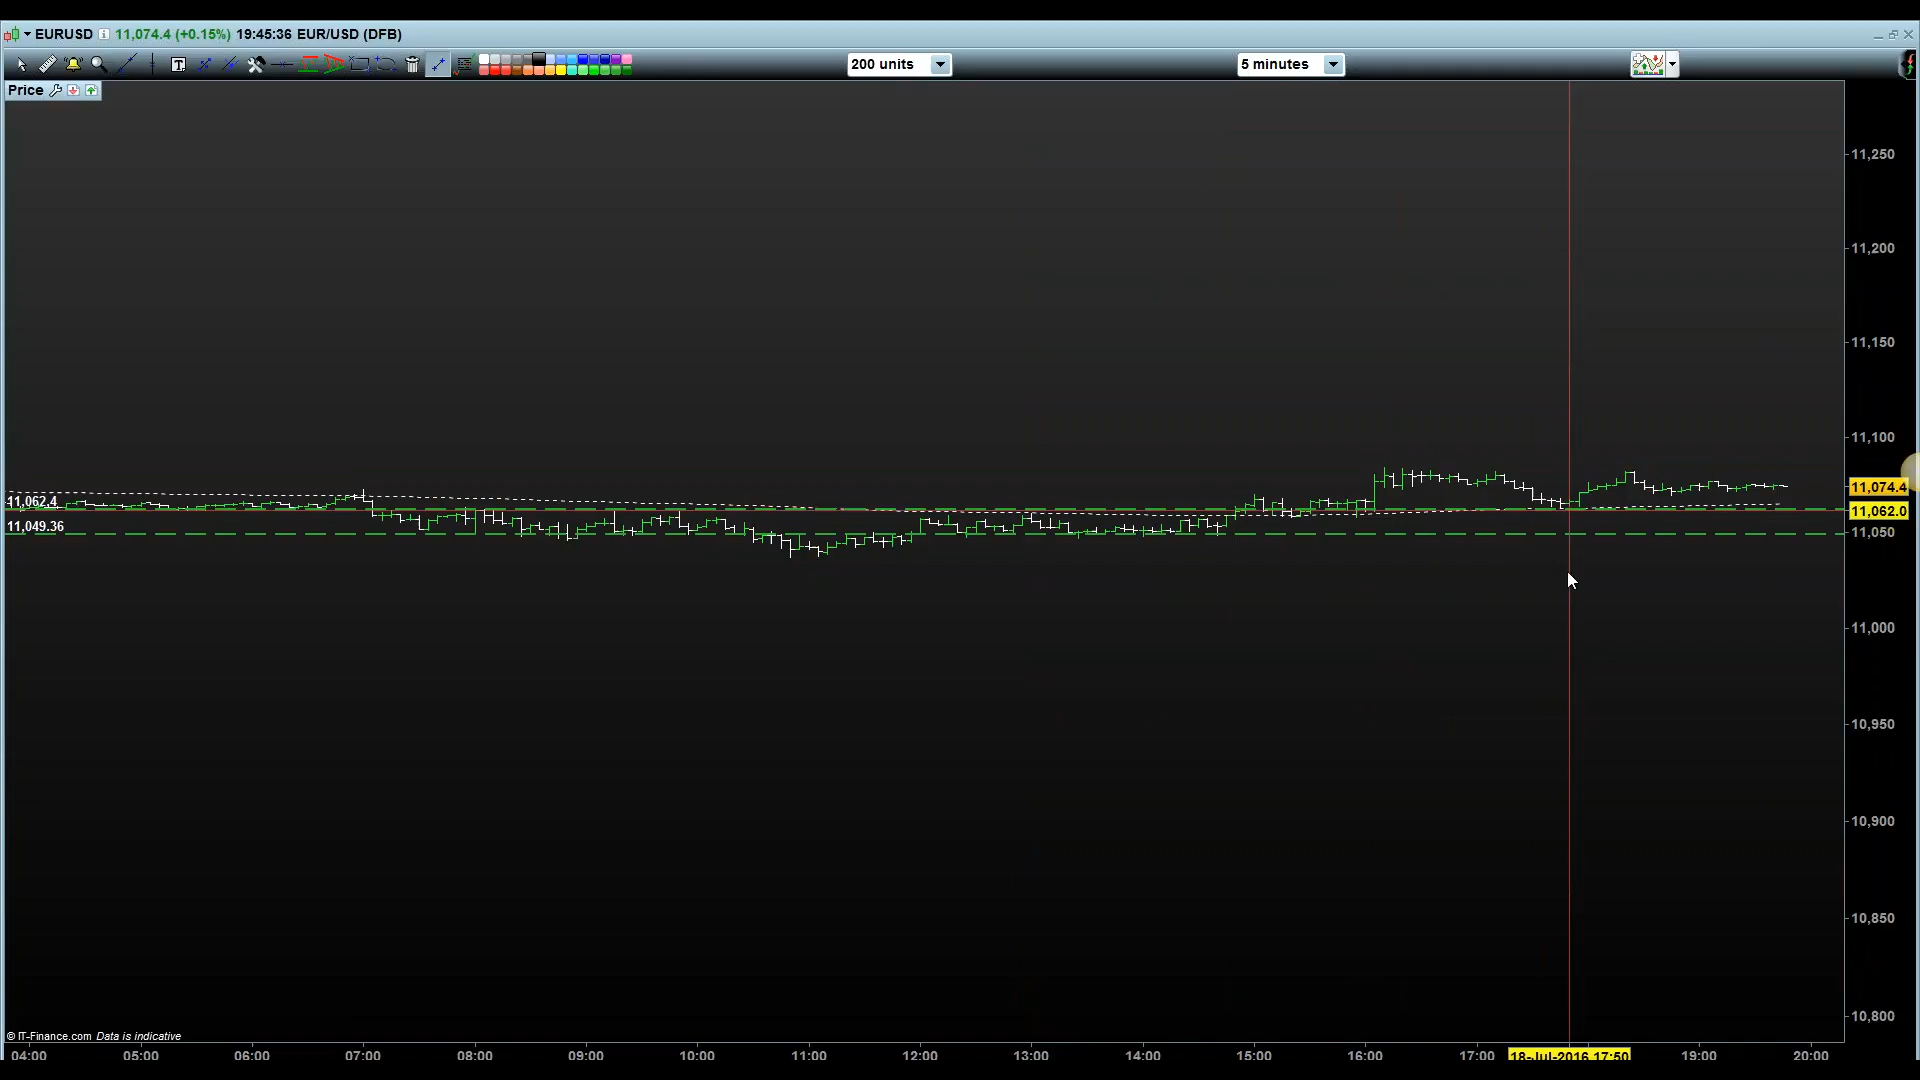 EURUSD 11,074.4 (+0.15%) 19:45:36 EUR/USD (DFB)
200 units 5 minutes
Price
11,250
11,200
11,150
11,100
11,074.4
11,062.4
11,062.0
11,049.36
11,050
11,000
10,950
10,900
10,850
10,800
© IT-Finance.com Data is indicative
04:00 05:00 06:00 07:00 08:00 09:00 10:00 11:00 12:00 13:00 14:00 15:00 16:00 17:00 18-Jul-2016 17:50 19:00 20:00